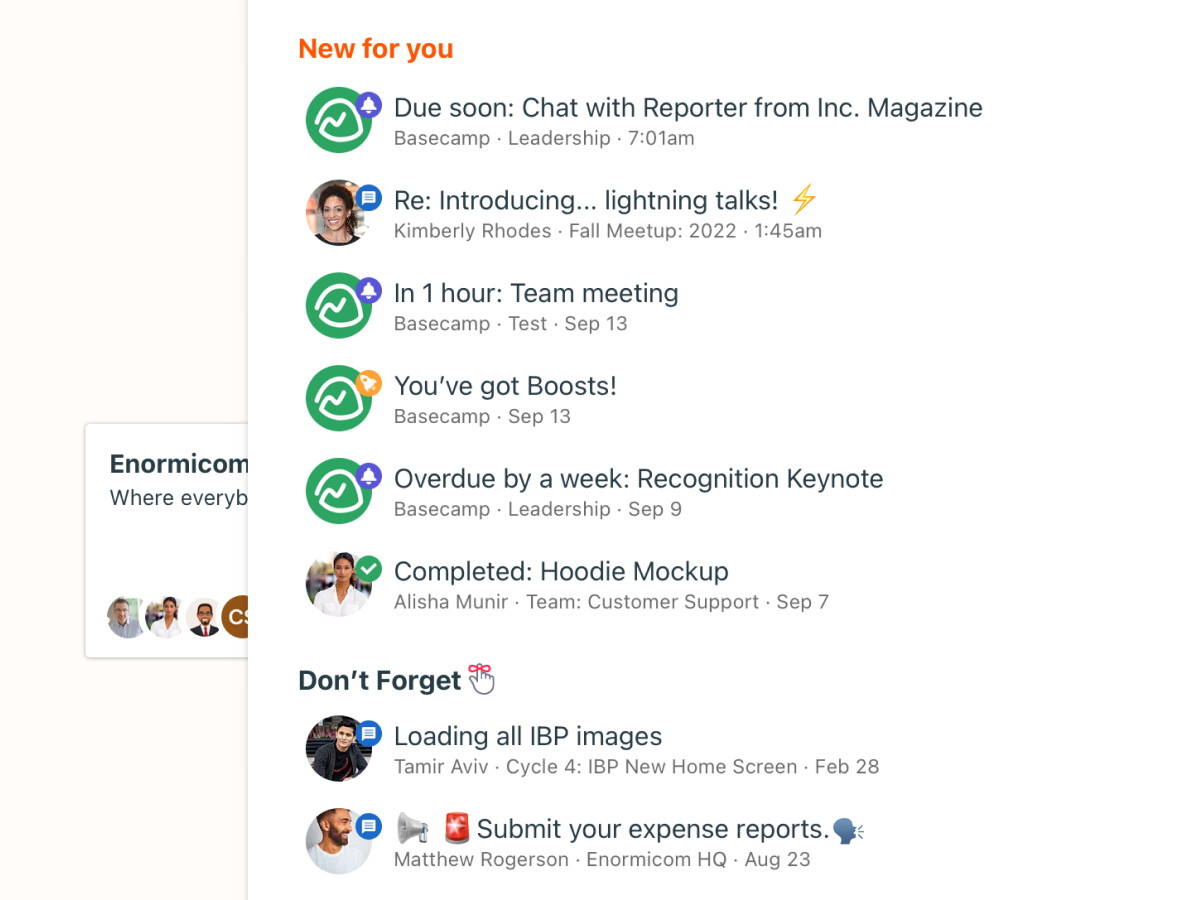 New for you
Due soon: Chat with Reporter from Inc. Magazine
Basecamp · Leadership · 7:01am
Re: Introducing... lightning talks! ⚡
Kimberly Rhodes · Fall Meetup: 2022 · 1:45am
In 1 hour: Team meeting
Basecamp · Test · Sep 13
You’ve got Boosts!
Basecamp · Sep 13
Overdue by a week: Recognition Keynote
Basecamp · Leadership · Sep 9
Completed: Hoodie Mockup
Alisha Munir · Team: Customer Support · Sep 7
Don’t Forget
Loading all IBP images
Tamir Aviv · Cycle 4: IBP New Home Screen · Feb 28
📢 🚨 Submit your expense reports.🗣
Matthew Rogerson · Enormicom HQ · Aug 23
Enormicom
Where everyb
CS